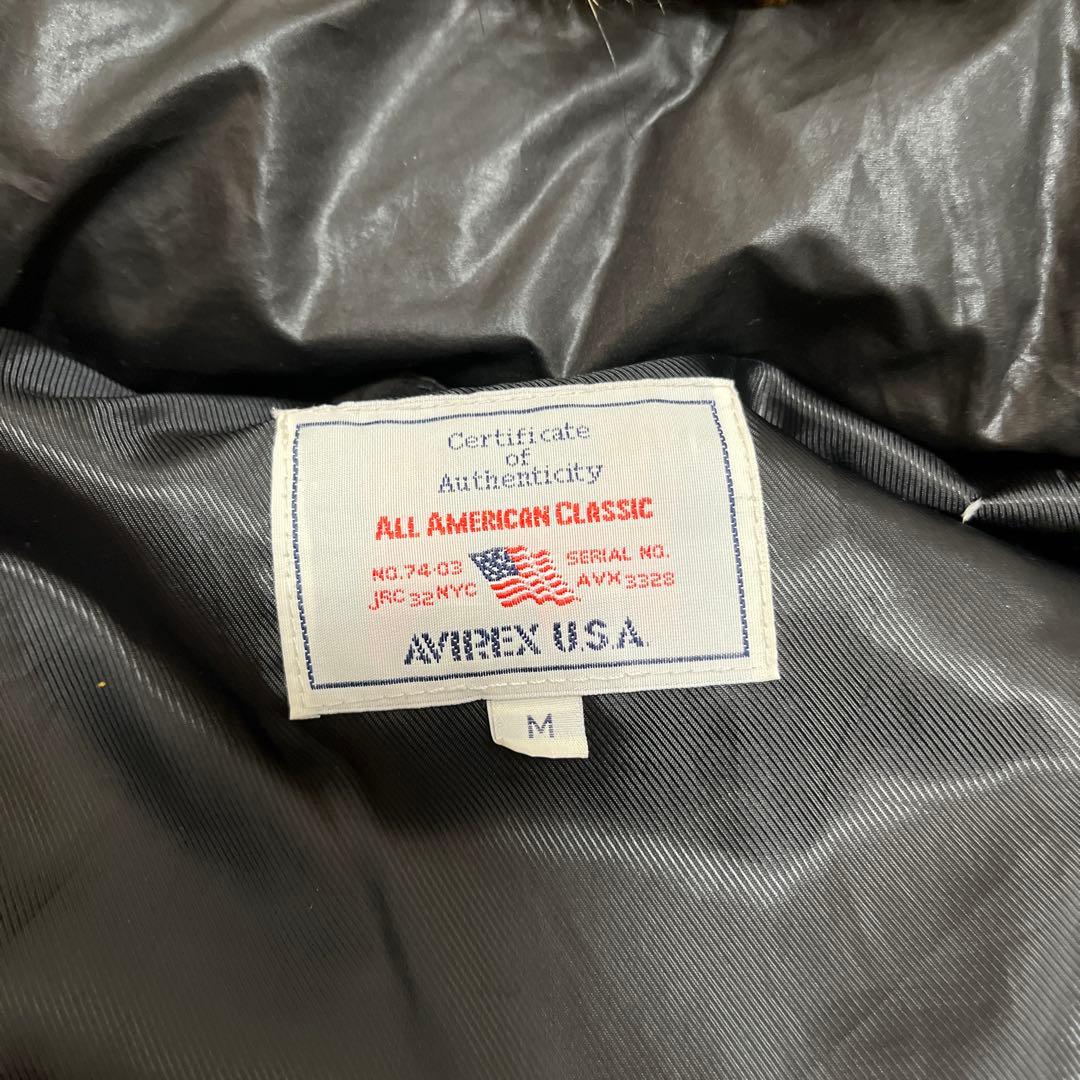 Certificate
of
Authenticity
ALL AMERICAN CLASSIC
NO.74-03 SERIAL NO.
JRC 32 NYC AVX 3328
AVIREX U.S.A.
M